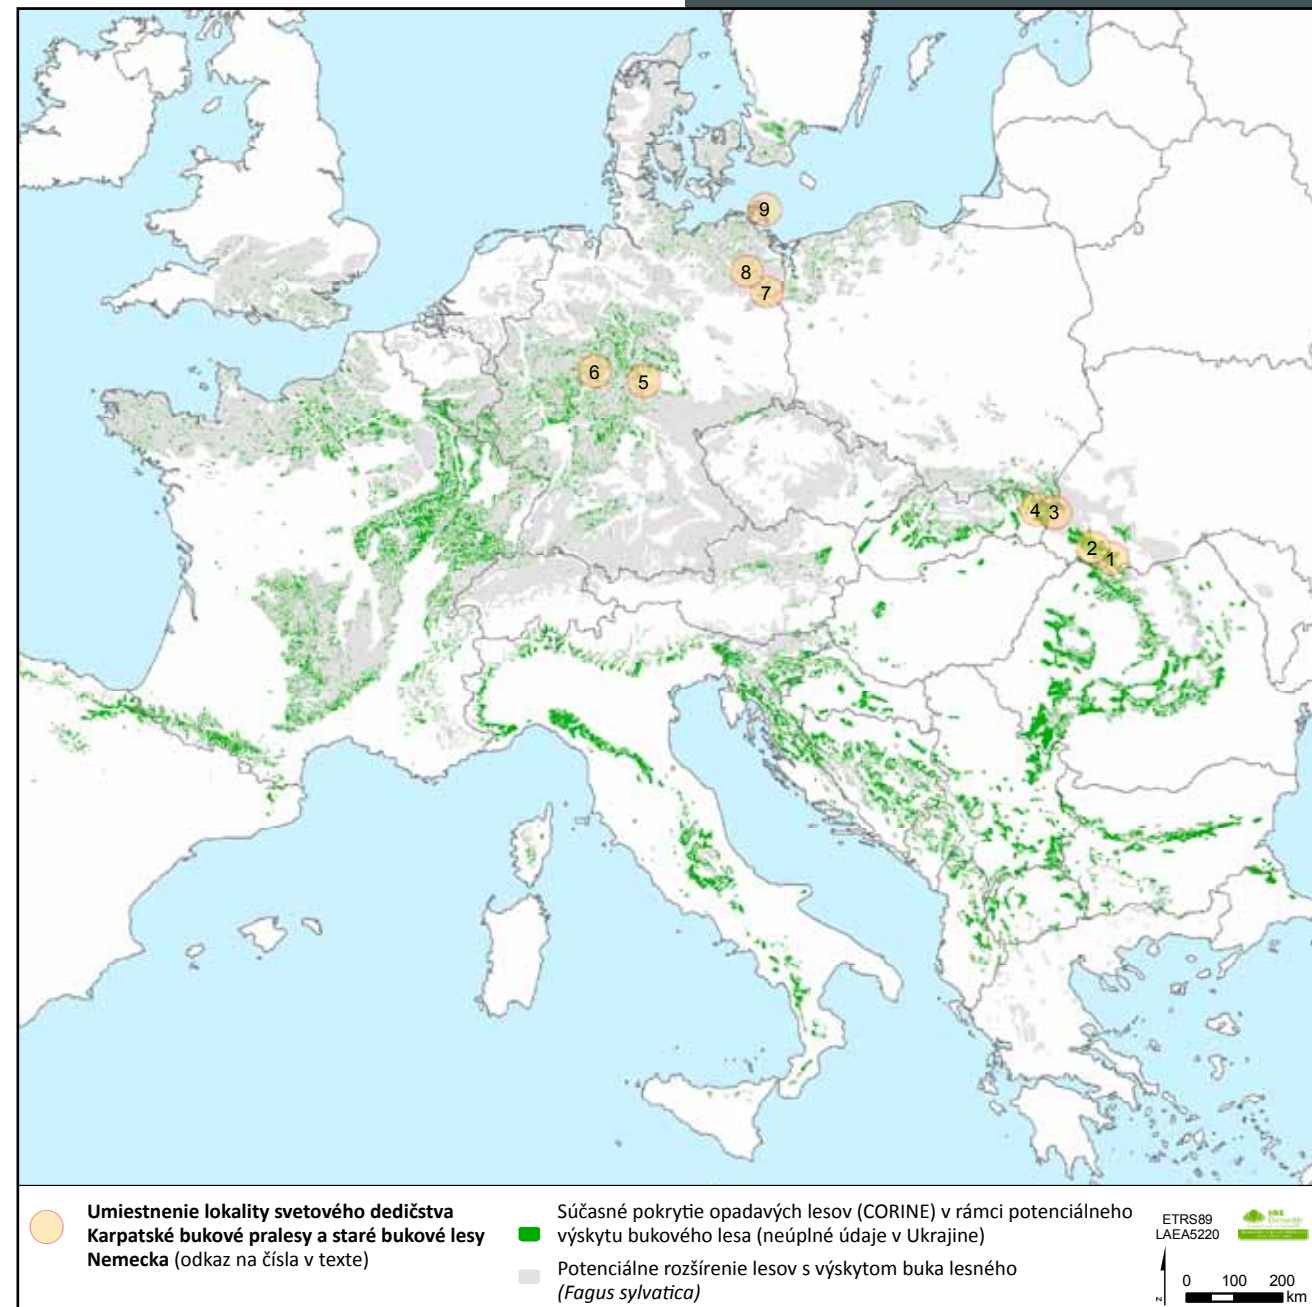 9
8
7
6
5
4 3
2
1
Umiestnenie lokality svetového dedičstva
Karpatské bukové pralesy a staré bukové lesy
Nemecka (odkaz na čísla v texte)
Súčasné pokrytie opadavých lesov (CORINE) v rámci potenciálneho
výskytu bukového lesa (neúplné údaje v Ukrajine)
Potenciálne rozšírenie lesov s výskytom buka lesného
(Fagus sylvatica)
ETRS89
LAEA5220
N
0 100 200
km